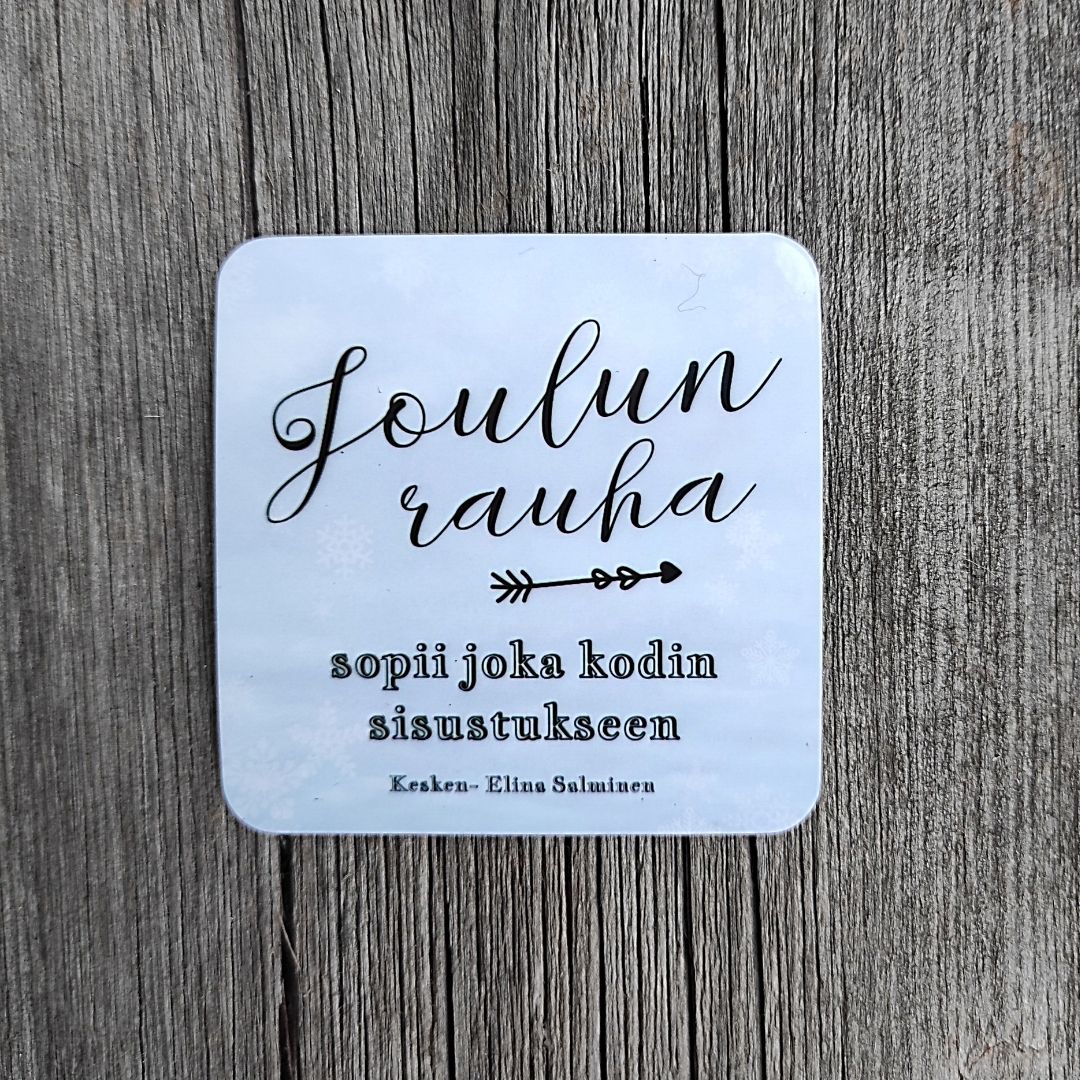 Joulun
rauha
sopii joka kodin
sisustukseen
Kesken- Elina Salminen